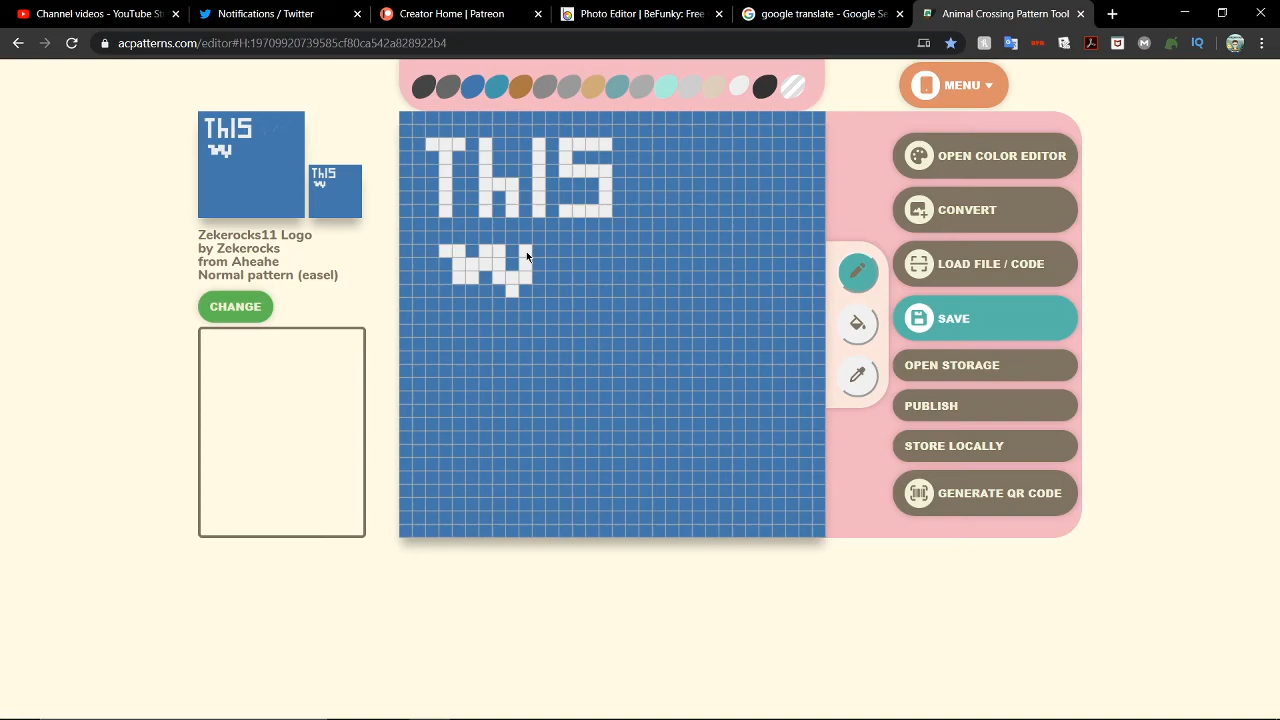 Channel videos - YouTube St
Notifications / Twitter
Creator Home | Patreon
Photo Editor | BeFunky: Free
google translate - Google Se
Animal Crossing Pattern Tool
acpatterns.com/editor#H:19709920739585cf80ca542a828922b4
MENU
ThIS
ThIS
ThIS
Zekerocks11 Logo
by Zekerocks
from Aheahe
Normal pattern (easel)
CHANGE
OPEN COLOR EDITOR
CONVERT
LOAD FILE / CODE
SAVE
OPEN STORAGE
PUBLISH
STORE LOCALLY
GENERATE QR CODE